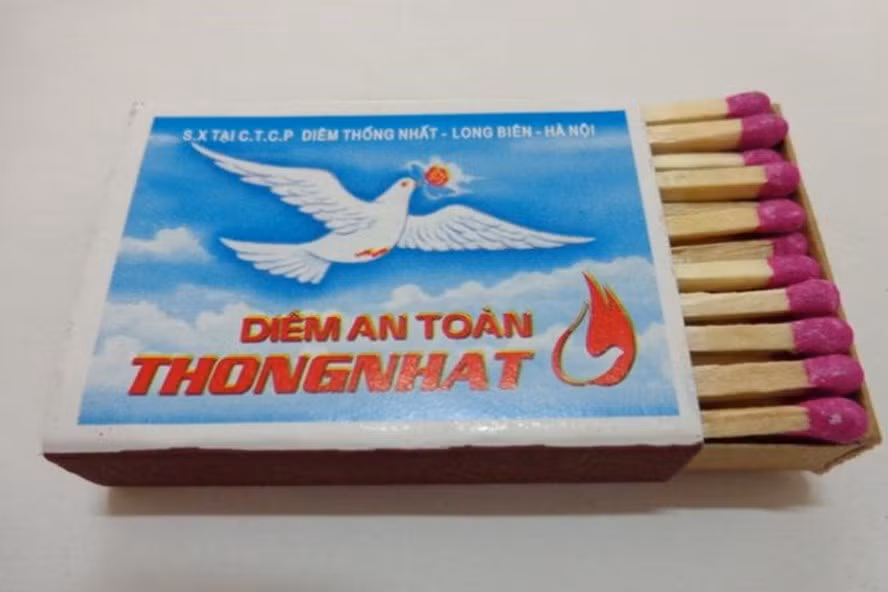 S.X TẠI C.T.C.P DIÊM THỐNG NHẤT - LONG BIÊN - HÀ NỘI
DIÊM AN TOÀN
THONGNHAT